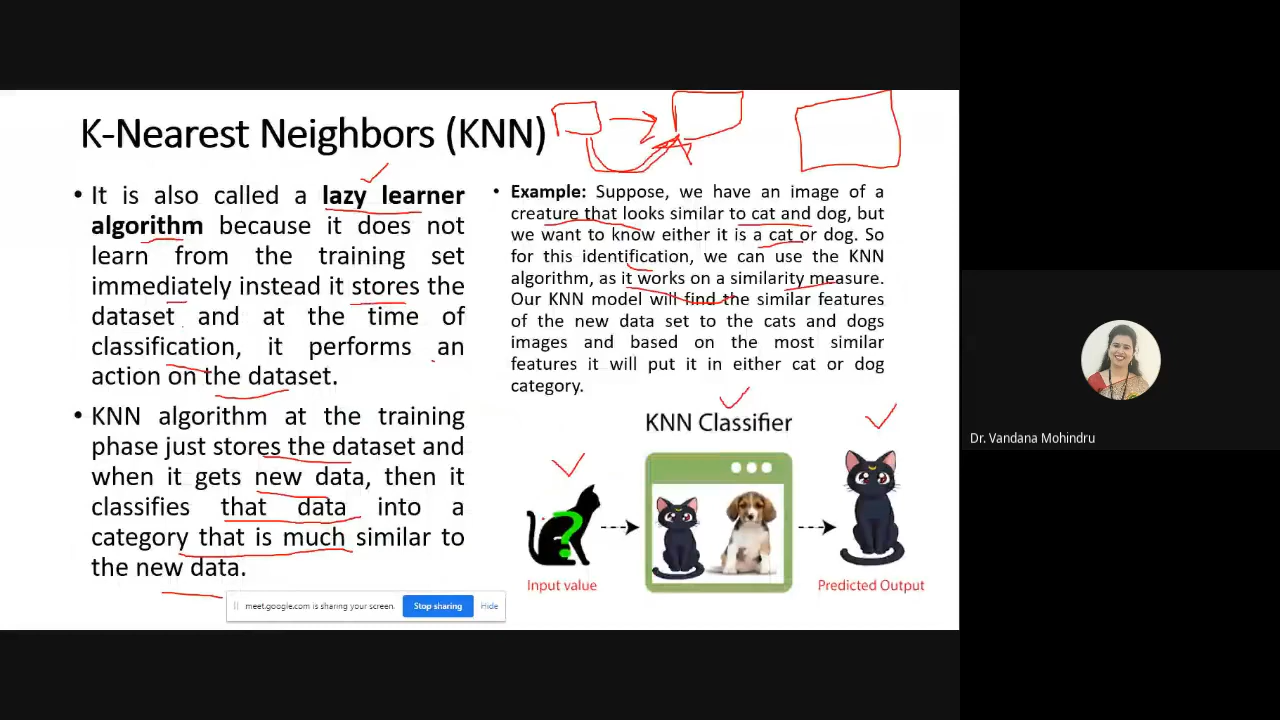 K-Nearest Neighbors (KNN)
• It is also called a lazy learner
algorithm because it does not
learn from the training set
immediately instead it stores the
dataset and at the time of
classification, it performs an
action on the dataset.
• KNN algorithm at the training
phase just stores the dataset and
when it gets new data, then it
classifies that data into a
category that is much similar to
the new data.
• Example: Suppose, we have an image of a
creature that looks similar to cat and dog, but
we want to know either it is a cat or dog. So
for this identification, we can use the KNN
algorithm, as it works on a similarity measure.
Our KNN model will find the similar features
of the new data set to the cats and dogs
images and based on the most similar
features it will put it in either cat or dog
category.
KNN Classifier
?
Input value
Predicted Output
meet.google.com is sharing your screen.
Stop sharing
Hide
Dr. Vandana Mohindru